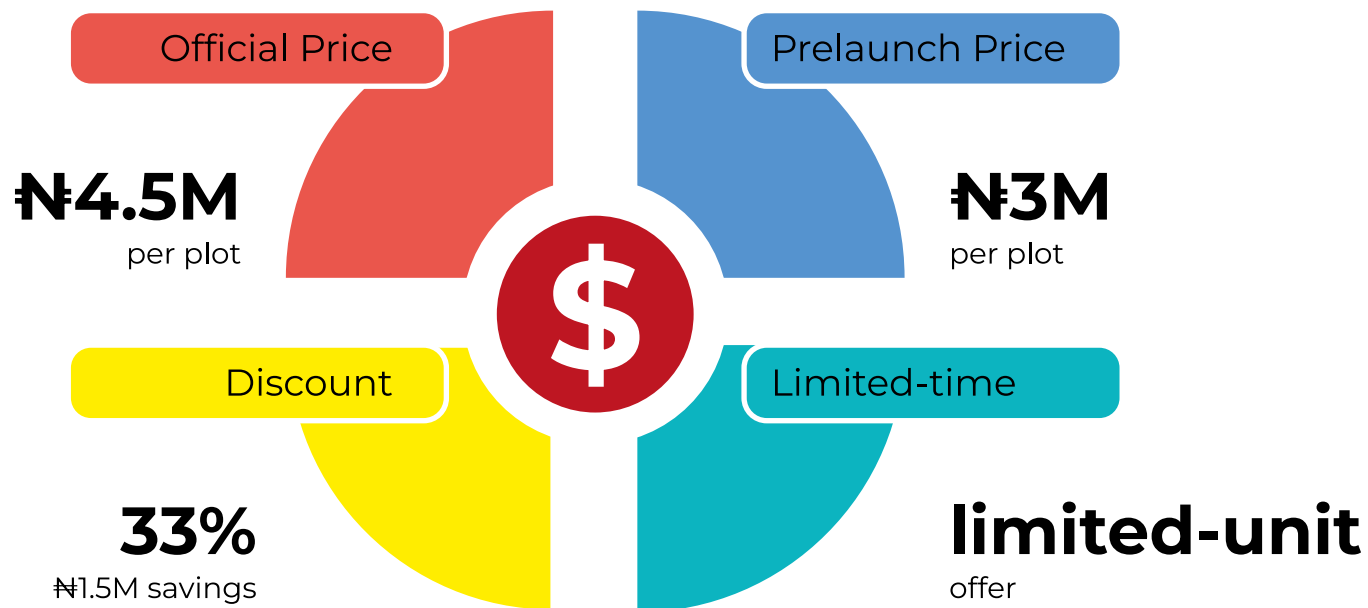 Official Price
₦4.5M
per plot
Prelaunch Price
₦3M
per plot
$
Discount
33%
₦1.5M savings
Limited-time
limited-unit
offer